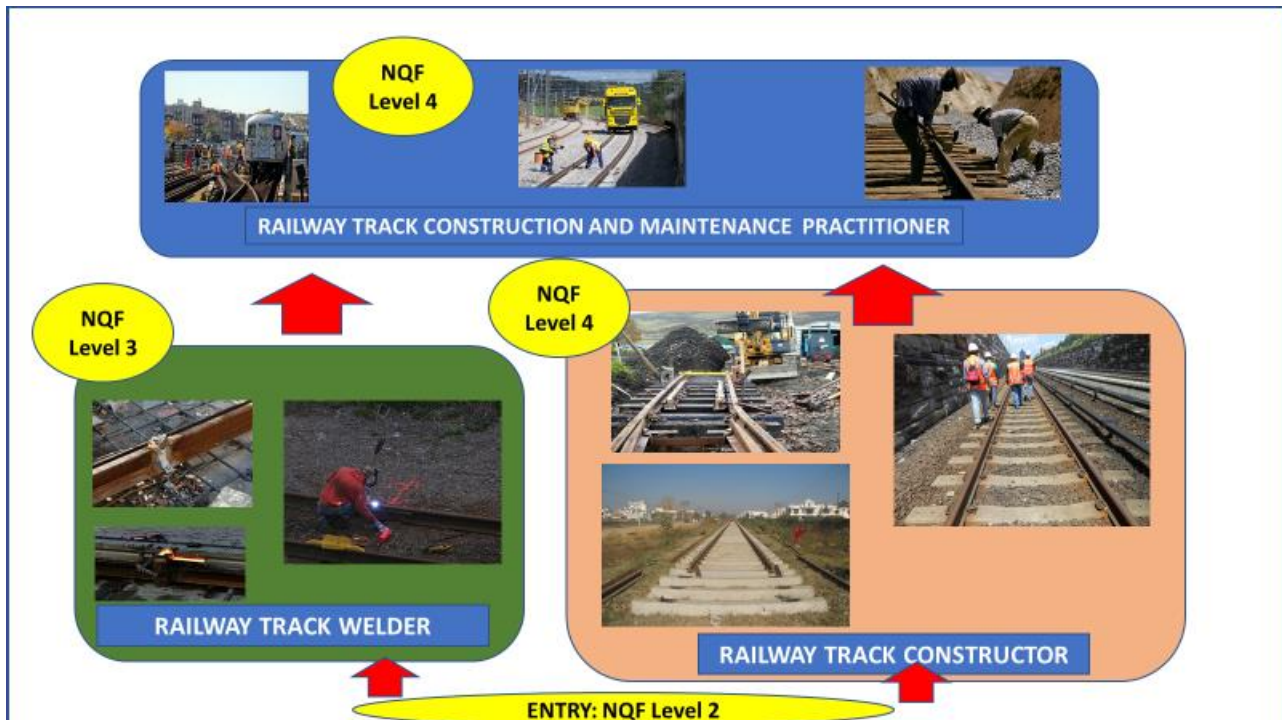 NQF
Level 4
RAILWAY TRACK CONSTRUCTION AND MAINTENANCE PRACTITIONER
NQF
Level 3
NQF
Level 4
RAILWAY TRACK WELDER
RAILWAY TRACK CONSTRUCTOR
ENTRY: NQF Level 2